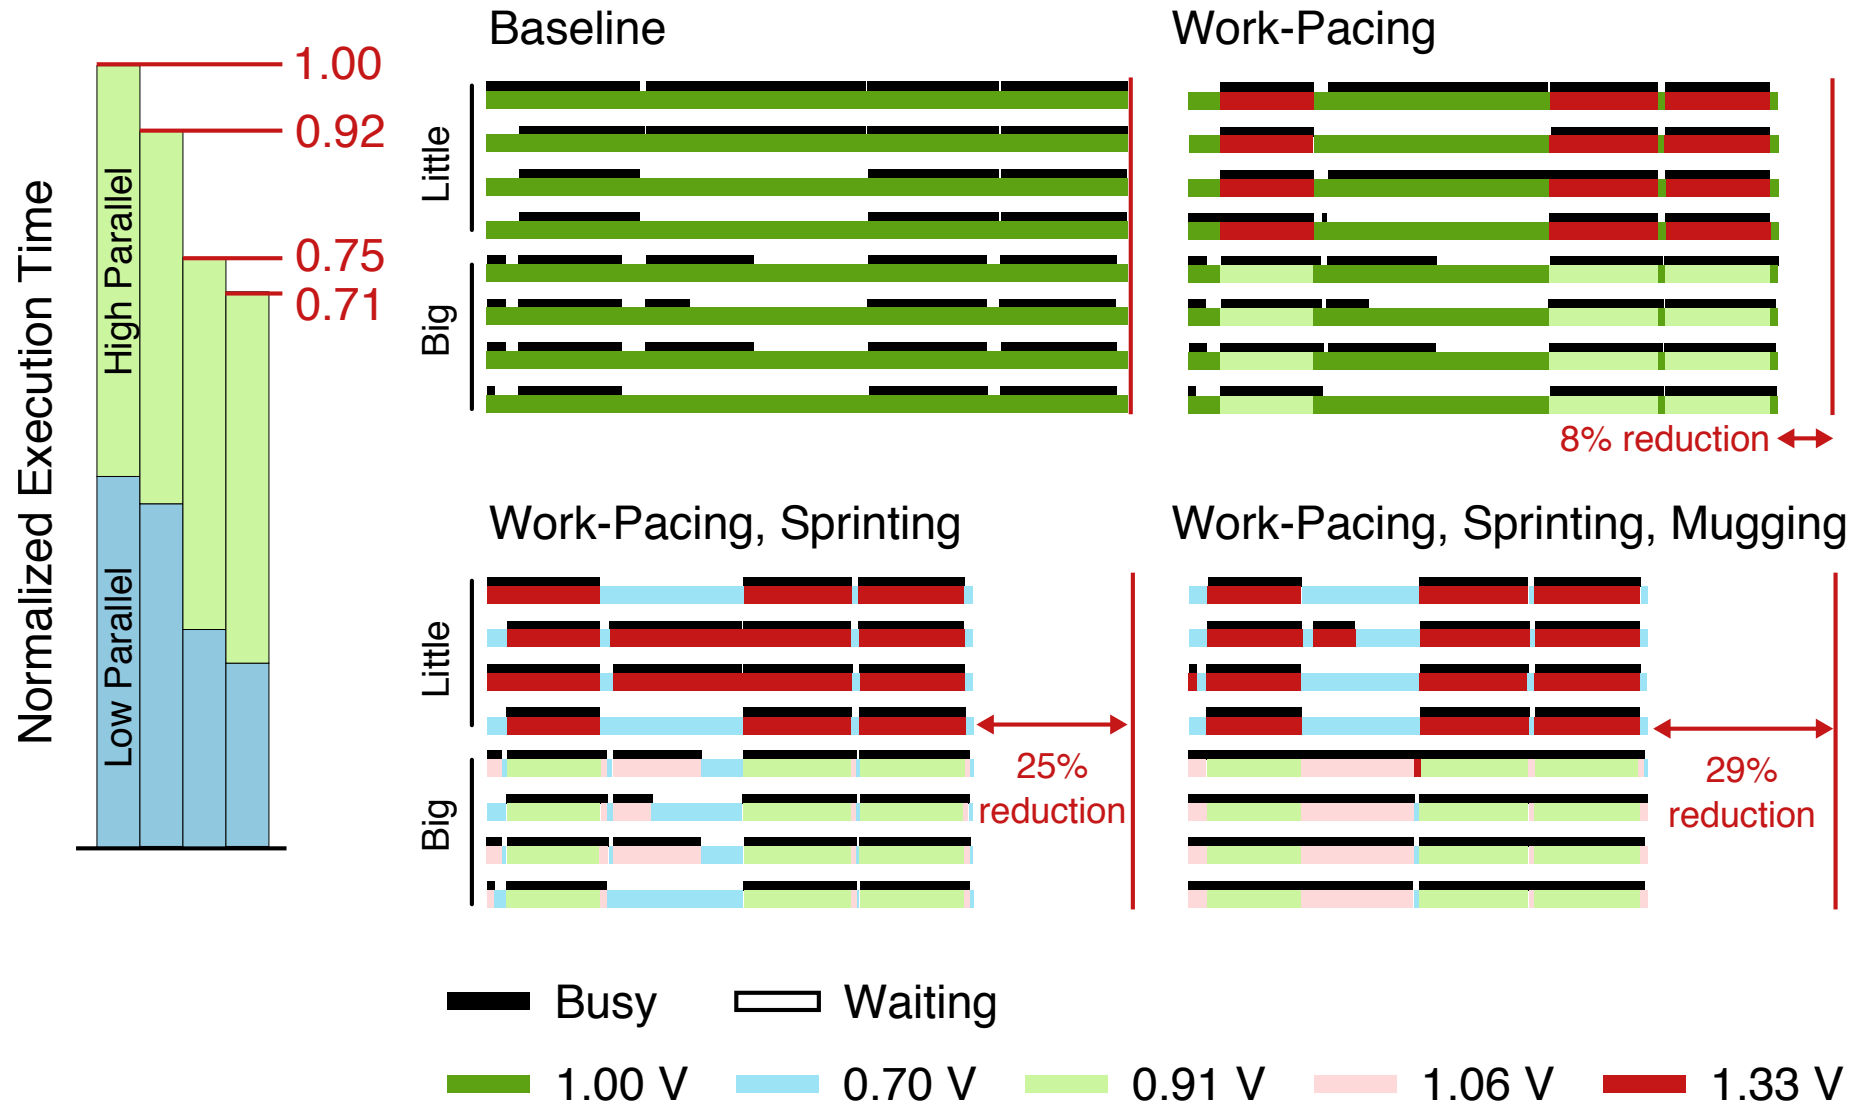 Normalized Execution Time
High Parallel
Low Parallel
1.00
0.92
0.75
0.71
Baseline
Little
Big
Work-Pacing
8% reduction
Work-Pacing, Sprinting
Little
Big
25%
reduction
Work-Pacing, Sprinting, Mugging
29%
reduction
Busy
Waiting
1.00 V
0.70 V
0.91 V
1.06 V
1.33 V